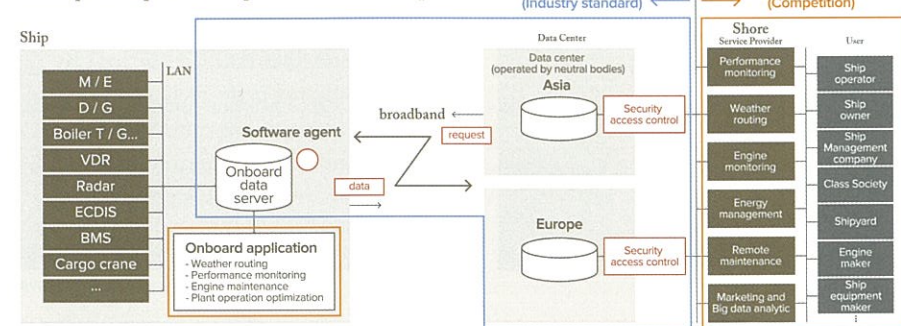 (Industry standard)
(Competition)
Ship
LAN
M / E
D / G
Boiler T / G...
VDR
Radar
ECDIS
BMS
Cargo crane
...
Software agent
Onboard
data
server
Onboard application
- Weather routing
- Performance monitoring
- Engine maintenance
- Plant operation optimization
broadband
request
data
Data Center
Data center
(operated by neutral bodies)
Asia
Security
access control
Europe
Security
access control
Shore
Service Provider
Performance
monitoring
Weather
routing
Engine
monitoring
Energy
management
Remote
maintenance
Marketing and
Big data analytic
User
Ship
operator
Ship
owner
Ship
Management
company
Class Society
Shipyard
Engine
maker
Ship
equipment
maker